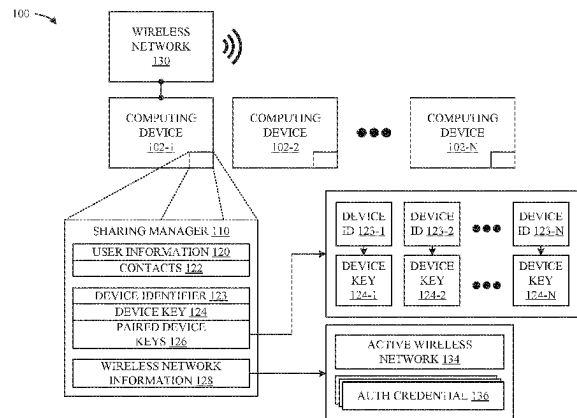 100
WIRELESS
NETWORK
130
COMPUTING
DEVICE
102-1
COMPUTING
DEVICE
102-2
COMPUTING
DEVICE
102-N
SHARING MANAGER 110
USER INFORMATION 120
CONTACTS 122
DEVICE IDENTIFIER 123
DEVICE KEY 124
PAIRED DEVICE
KEYS 126
WIRELESS NETWORK
INFORMATION 128
DEVICE
ID 123-1
DEVICE
ID 123-2
DEVICE
ID 123-N
DEVICE
KEY
124-1
DEVICE
KEY
124-2
DEVICE
KEY
124-N
ACTIVE WIRELESS
NETWORK 134
AUTH CREDENTIAL 136